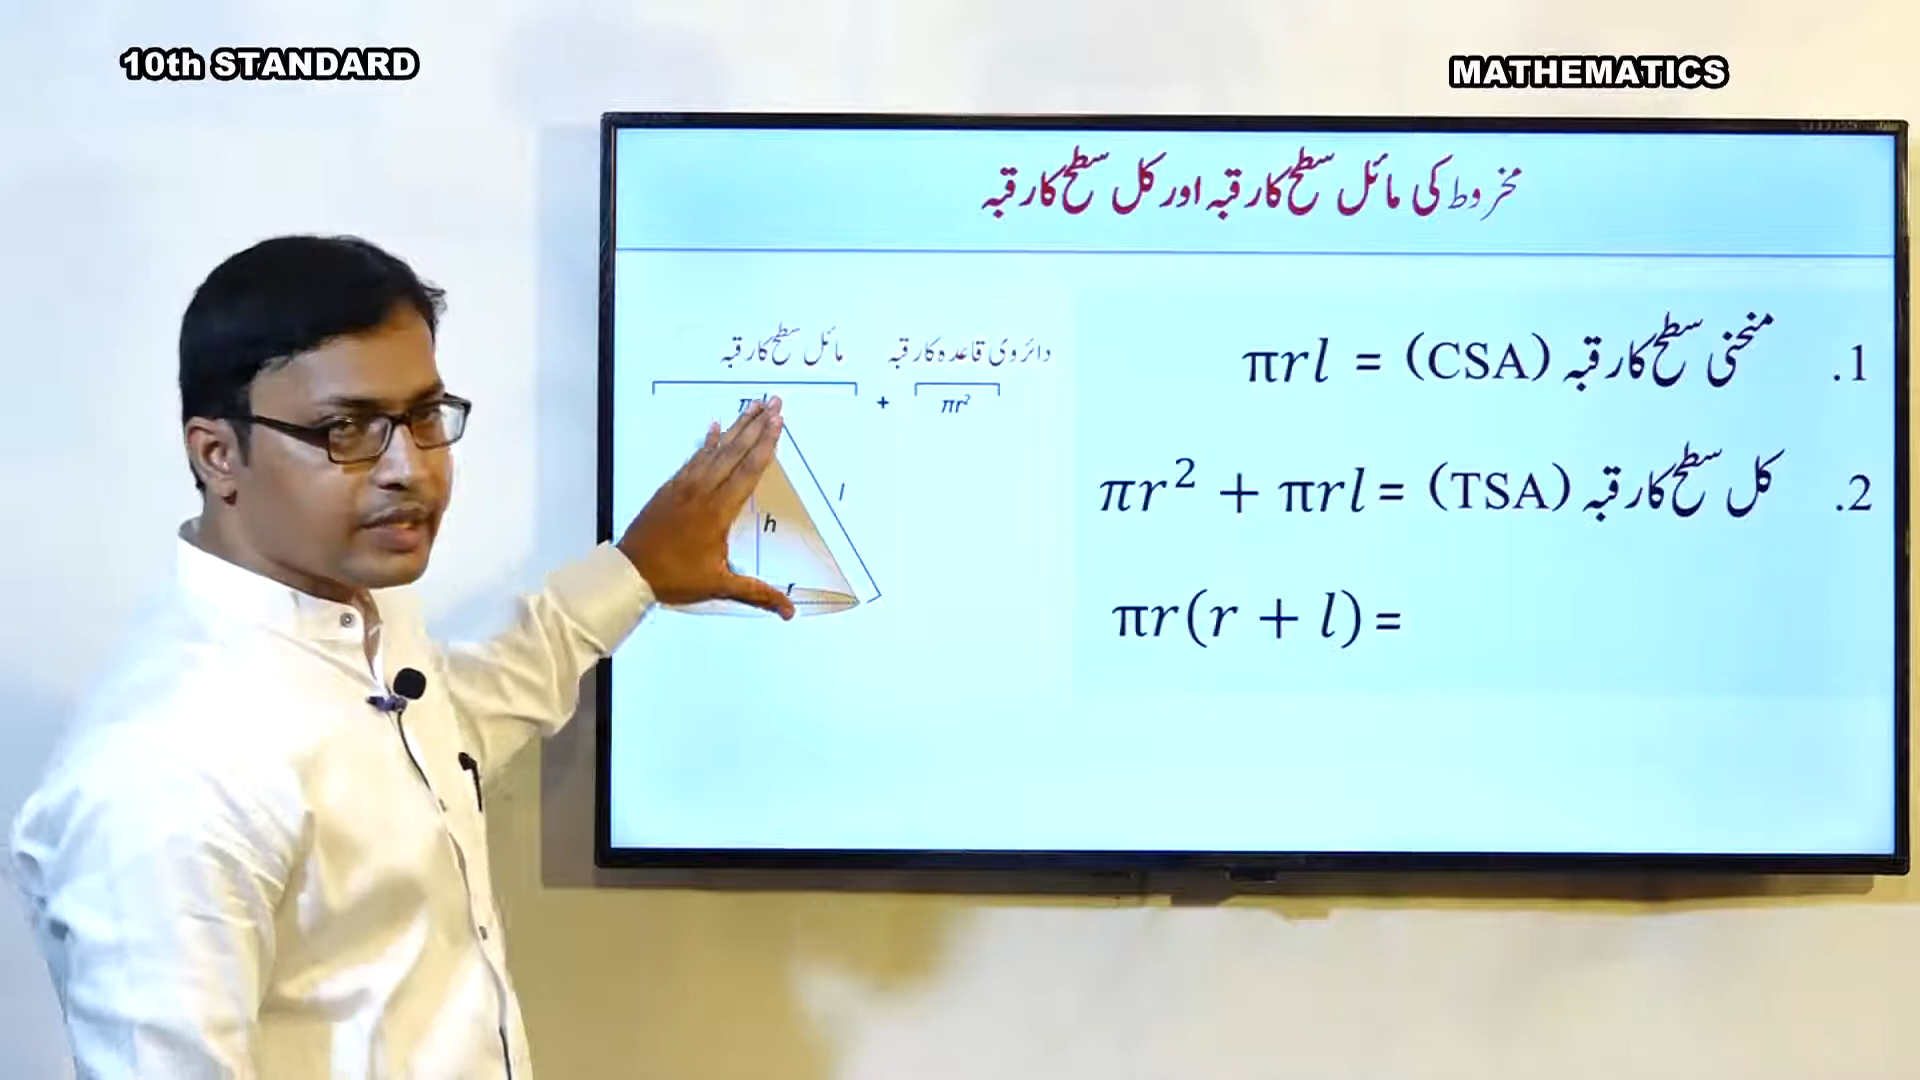 10th STANDARD
MATHEMATICS
مخروط کی مائل سطح کا رقبہ اور کل سطح کا رقبہ
1. منحنی سطح کا رقبہ (CSA) = πrl
2. کل سطح کا رقبہ (TSA) = πr² + πrl
= πr(r + l)
دائروی قاعدہ کا رقبہ
مائل سطح کا رقبہ
+
πr²
l
h
r